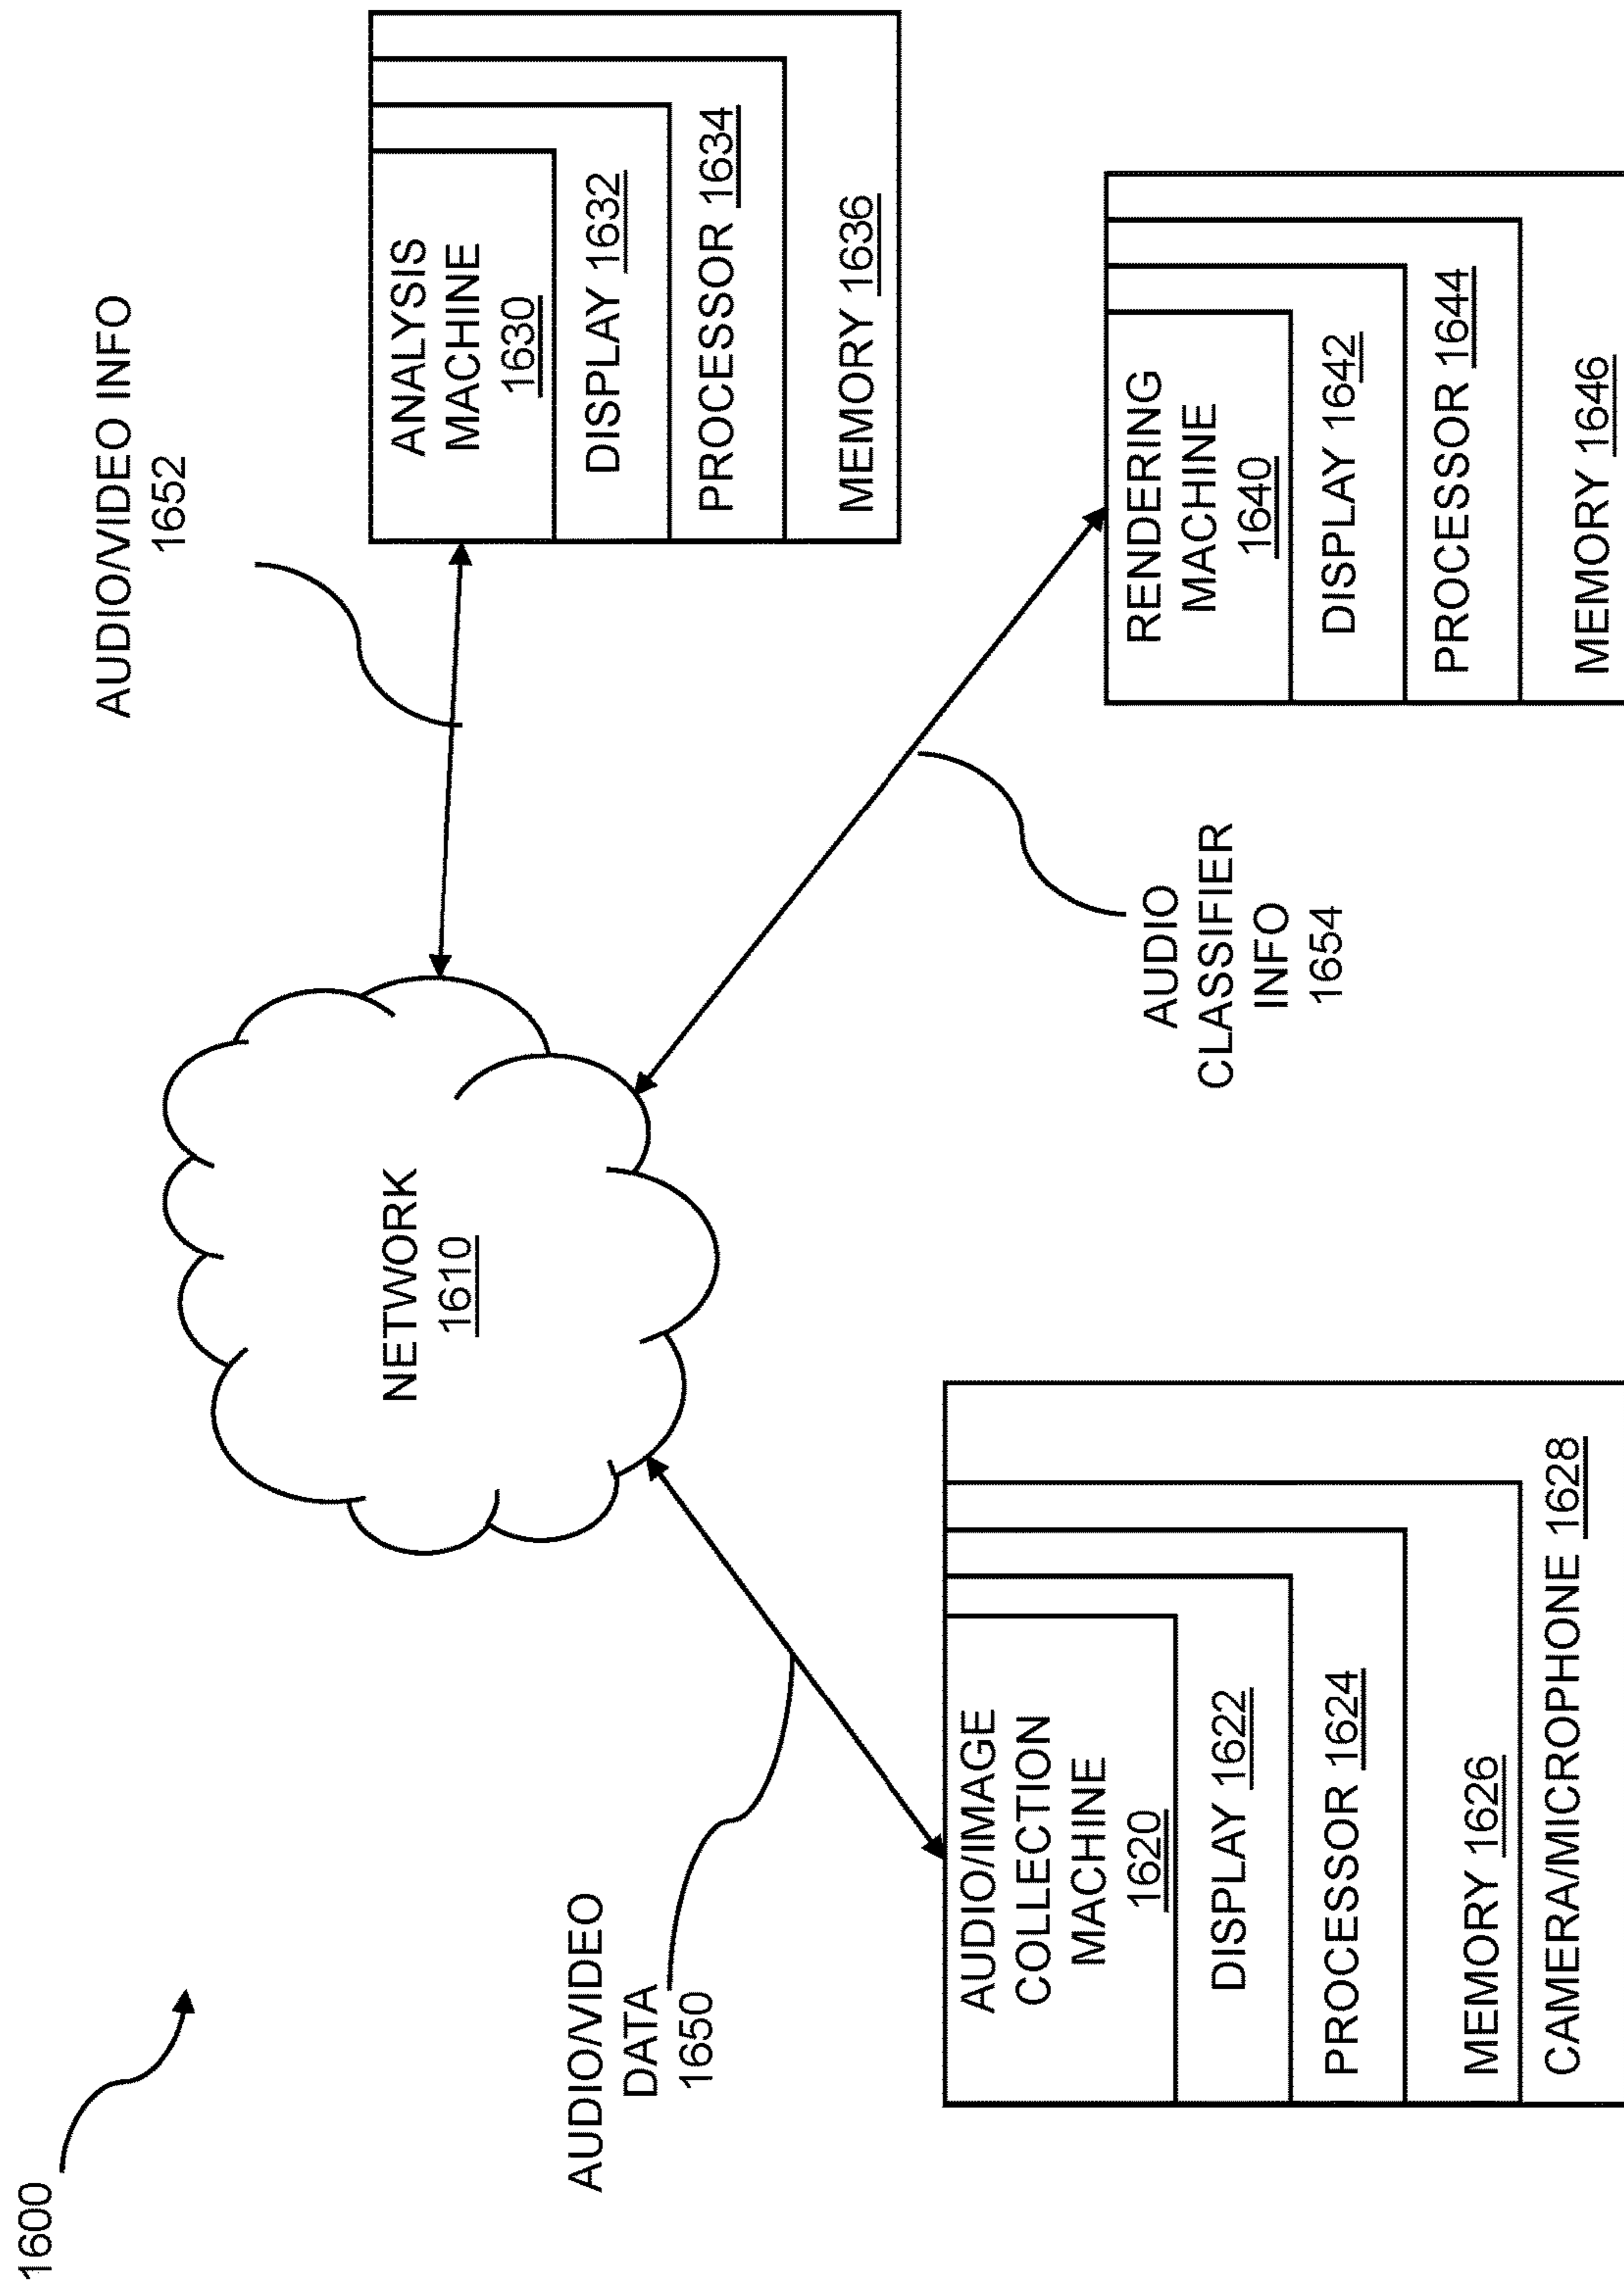 1600
AUDIO/VIDEO INFO
1652
NETWORK
1610
ANALYSIS
MACHINE
1630
DISPLAY 1632
PROCESSOR 1634
MEMORY 1636
AUDIO/VIDEO
DATA
1650
AUDIO
CLASSIFIER
INFO
1654
AUDIO/IMAGE
COLLECTION
MACHINE
1620
DISPLAY 1622
PROCESSOR 1624
MEMORY 1626
CAMERA/MICROPHONE 1628
RENDERING
MACHINE
1640
DISPLAY 1642
PROCESSOR 1644
MEMORY 1646